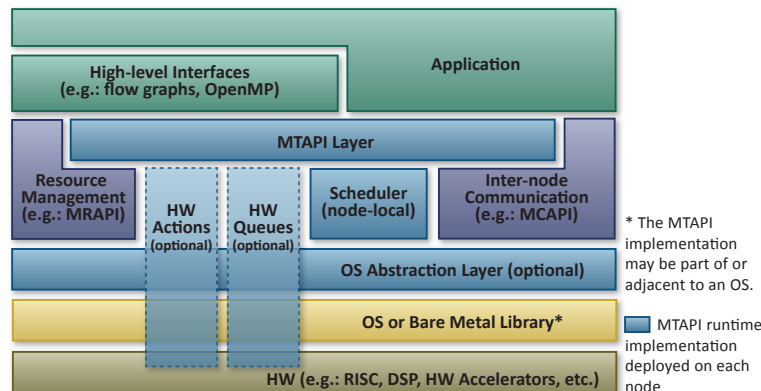 High-level Interfaces
(e.g.: flow graphs, OpenMP)
Application
MTAPI Layer
Resource
Management
(e.g.: MRAPI)
HW
Actions
(optional)
HW
Queues
(optional)
Scheduler
(node-local)
Inter-node
Communication
(e.g.: MCAPI)
* The MTAPI
implementation
may be part of or
adjacent to an OS.
OS Abstraction Layer (optional)
OS or Bare Metal Library*
MTAPI runtime
implementation
deployed on each
node
HW (e.g.: RISC, DSP, HW Accelerators, etc.)